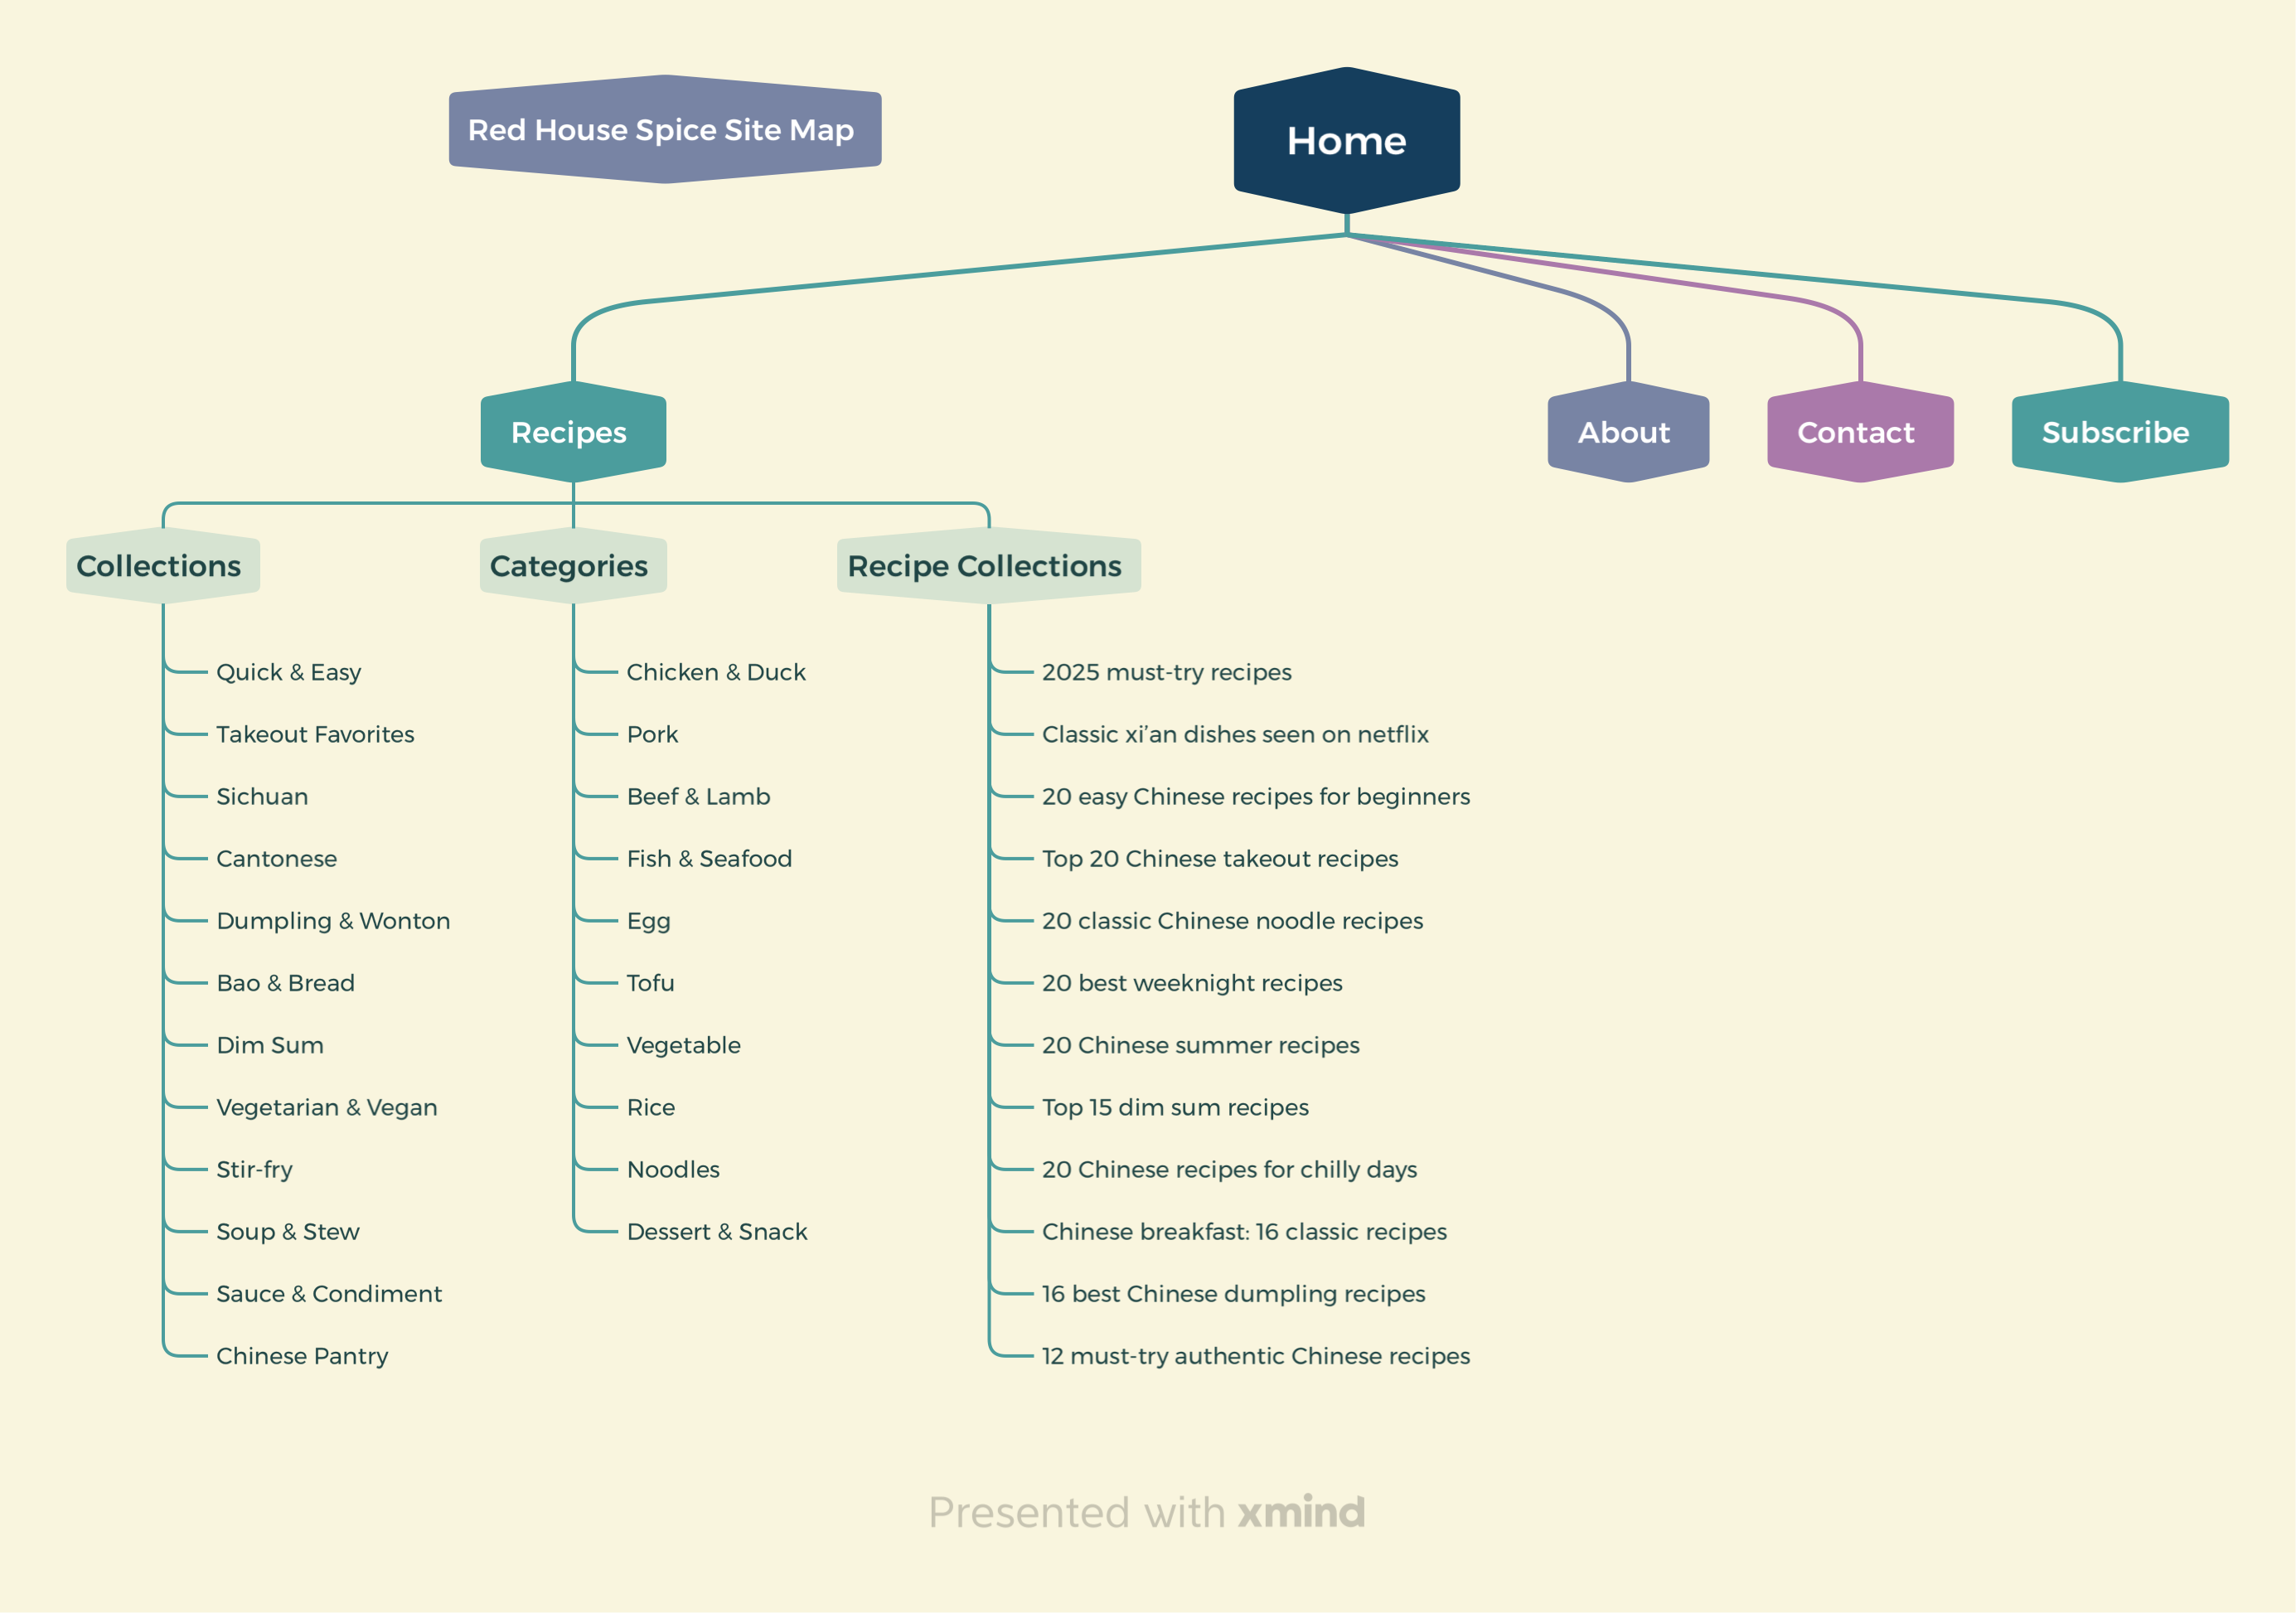 Red House Spice Site Map
Home
Recipes
About
Contact
Subscribe
Collections
Quick & Easy
Takeout Favorites
Sichuan
Cantonese
Dumpling & Wonton
Bao & Bread
Dim Sum
Vegetarian & Vegan
Stir-fry
Soup & Stew
Sauce & Condiment
Chinese Pantry
Categories
Chicken & Duck
Pork
Beef & Lamb
Fish & Seafood
Egg
Tofu
Vegetable
Rice
Noodles
Dessert & Snack
Recipe Collections
2025 must-try recipes
Classic xi’an dishes seen on netflix
20 easy Chinese recipes for beginners
Top 20 Chinese takeout recipes
20 classic Chinese noodle recipes
20 best weeknight recipes
20 Chinese summer recipes
Top 15 dim sum recipes
20 Chinese recipes for chilly days
Chinese breakfast: 16 classic recipes
16 best Chinese dumpling recipes
12 must-try authentic Chinese recipes
Presented with xmind